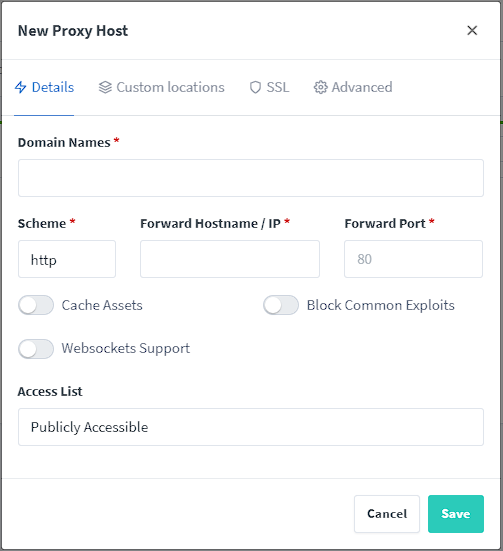 New Proxy Host
Details Custom locations SSL Advanced
Domain Names *
Scheme * Forward Hostname / IP * Forward Port *
http 80
Cache Assets Block Common Exploits
Websockets Support
Access List
Publicly Accessible
Cancel Save